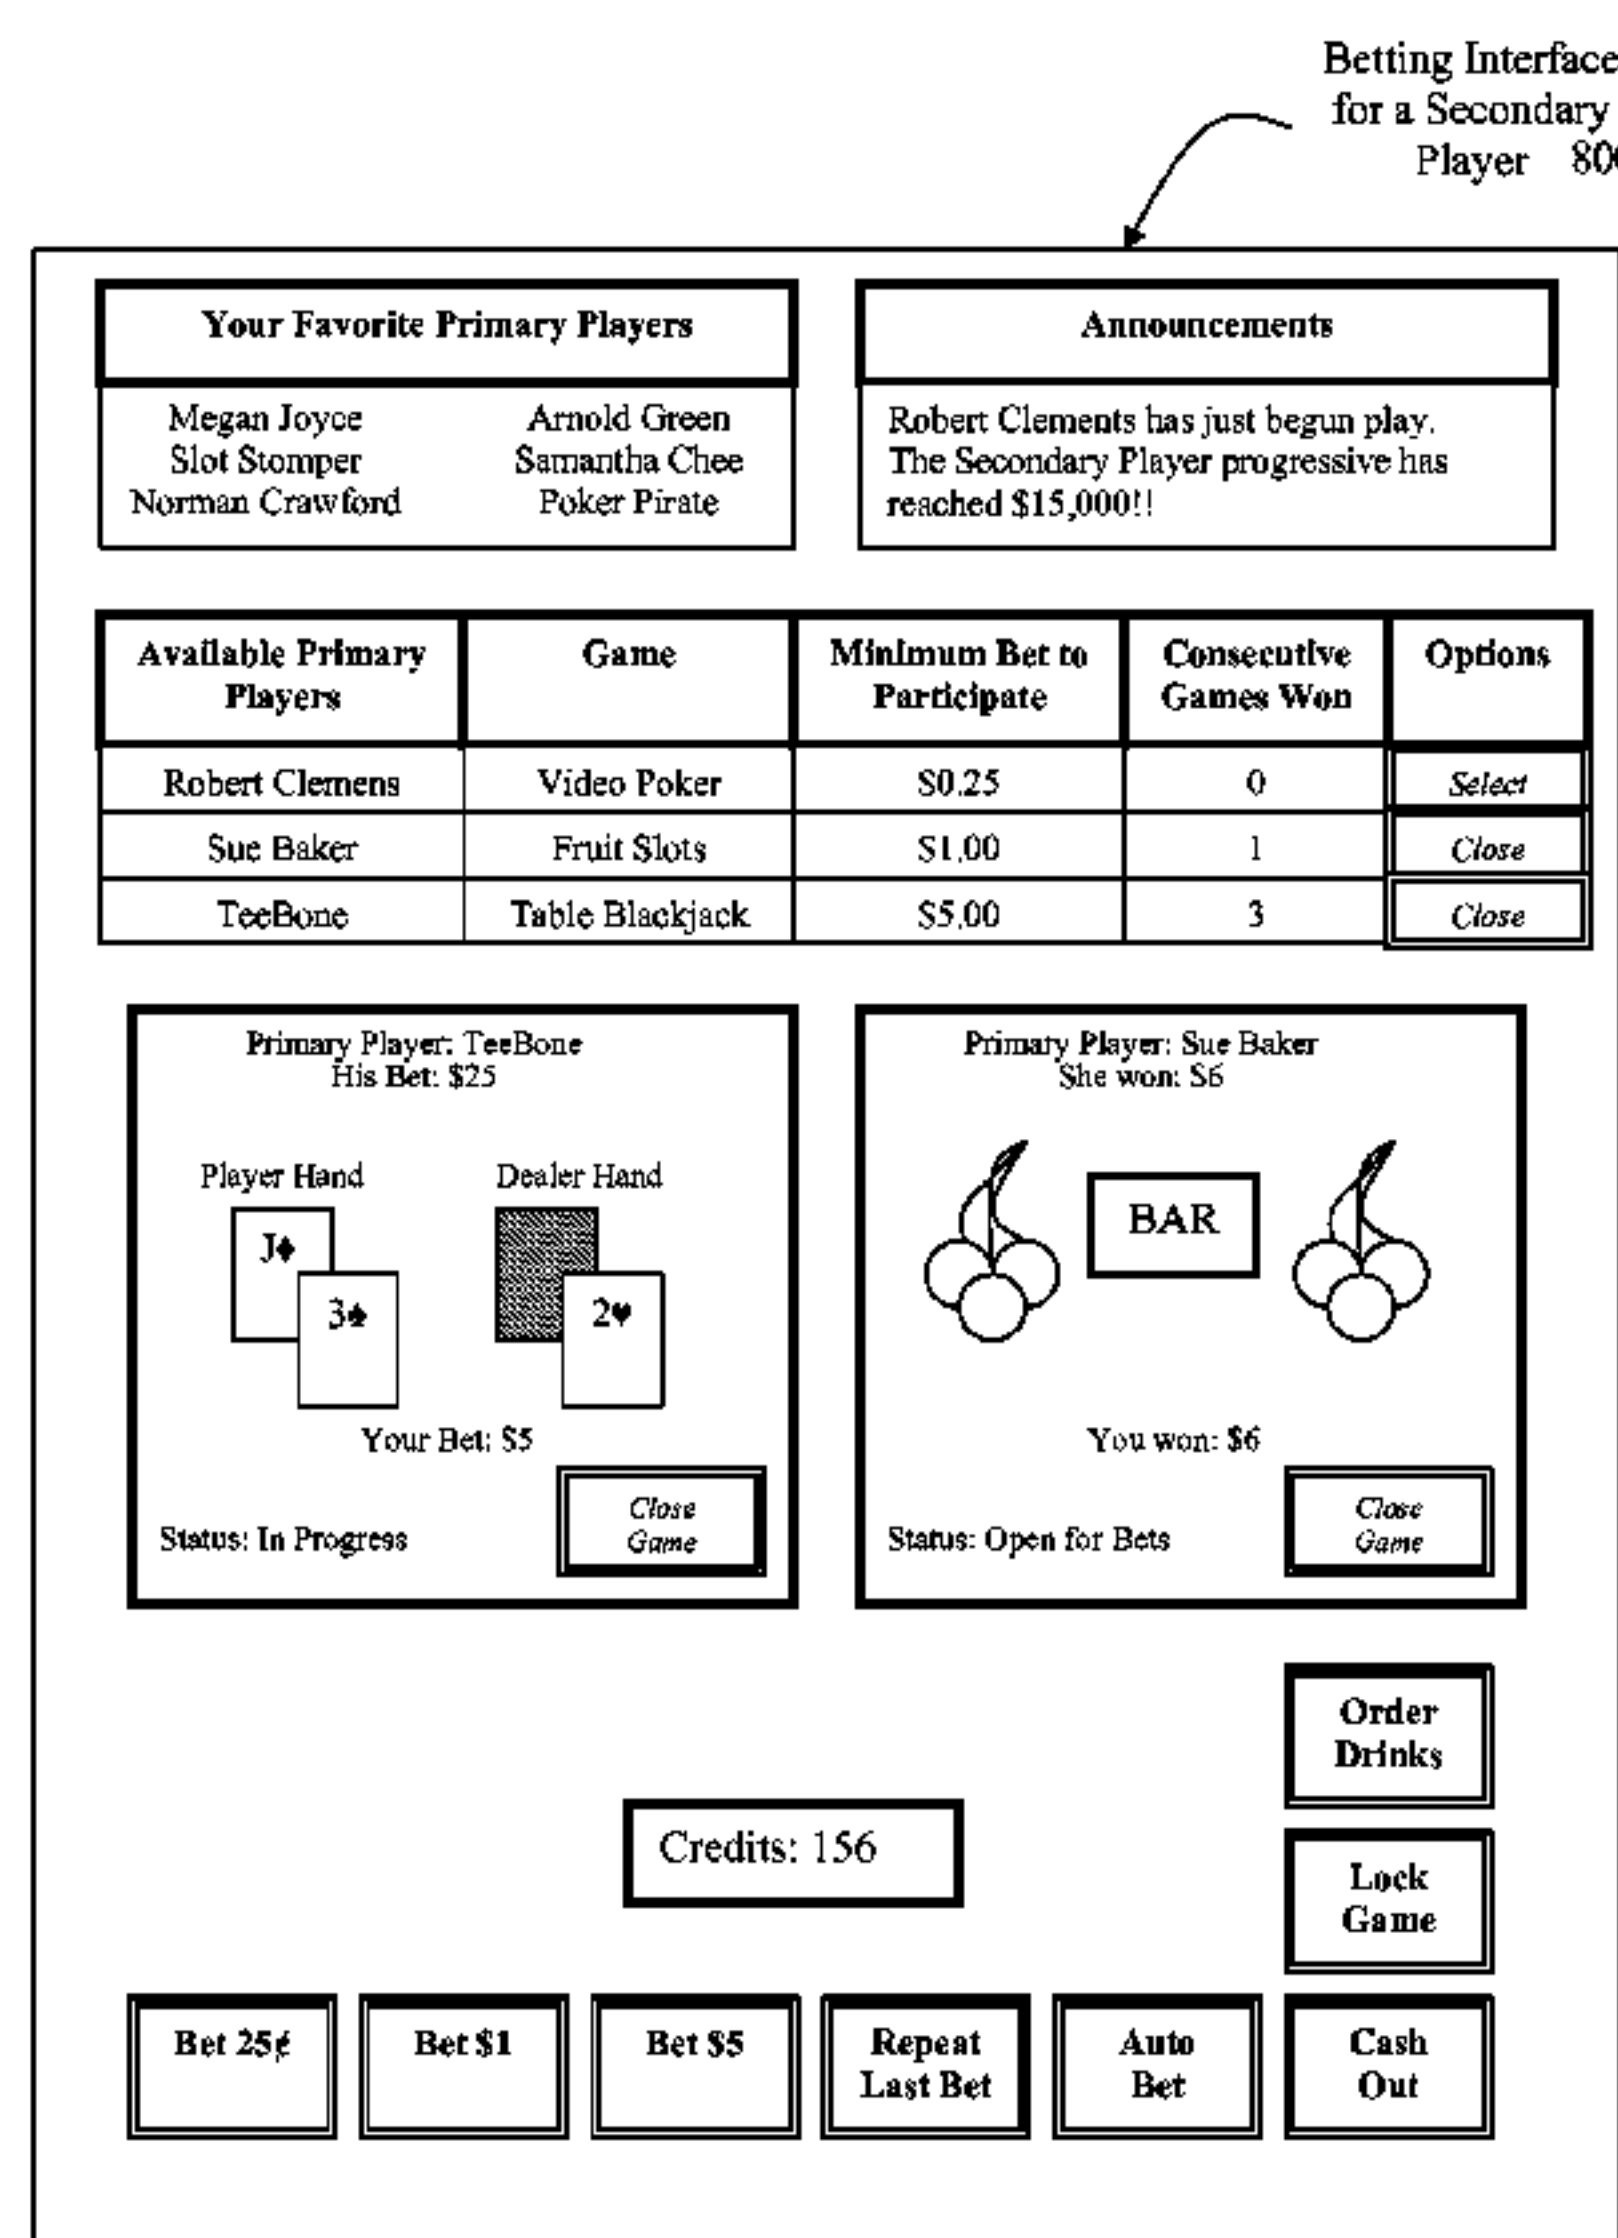 Betting Interface
for a Secondary
Player
Your Favorite Primary Players
Megan Joyce Arnold Green
Slot Stomper Samantha Chee
Norman Crawford Poker Pirate
Announcements
Robert Clements has just begun play.
The Secondary Player progressive has
reached $15,000!!
Available Primary Players Game Minimum Bet to Participate Consecutive Games Won Options
Robert Clemens Video Poker $0.25 0 Select
Sue Baker Fruit Slots $1.00 1 Close
TeeBone Table Blackjack $5.00 3 Close
Primary Player: TeeBone
His Bet: $25
Player Hand Dealer Hand
J♦
3♠ 2♥
Your Bet: $5
Close
Game
Status: In Progress
Primary Player: Sue Baker
She won: $6
BAR
You won: $6
Close
Game
Status: Open for Bets
Order
Drinks
Credits: 156
Lock
Game
Bet 25¢ Bet $1 Bet $5 Repeat Last Bet Auto Bet Cash Out